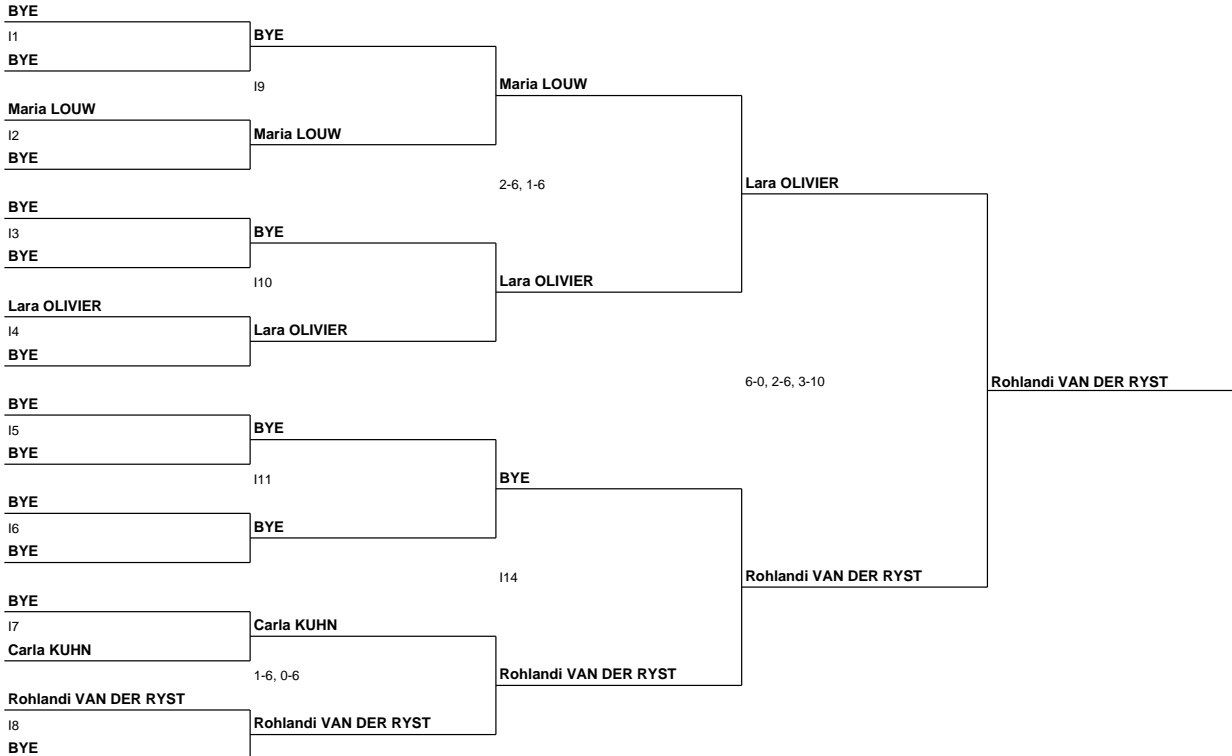 BYE
I1
BYE
BYE
I9
Maria LOUW
Maria LOUW
I2
BYE
Maria LOUW
2-6, 1-6
Lara OLIVIER
BYE
I3
BYE
BYE
I10
Lara OLIVIER
Lara OLIVIER
I4
BYE
Lara OLIVIER
6-0, 2-6, 3-10
Rohlandi VAN DER RYST
BYE
I5
BYE
BYE
I11
BYE
BYE
I6
BYE
BYE
I14
Rohlandi VAN DER RYST
BYE
I7
Carla KUHN
Carla KUHN
1-6, 0-6
Rohlandi VAN DER RYST
Rohlandi VAN DER RYST
I8
BYE
Rohlandi VAN DER RYST